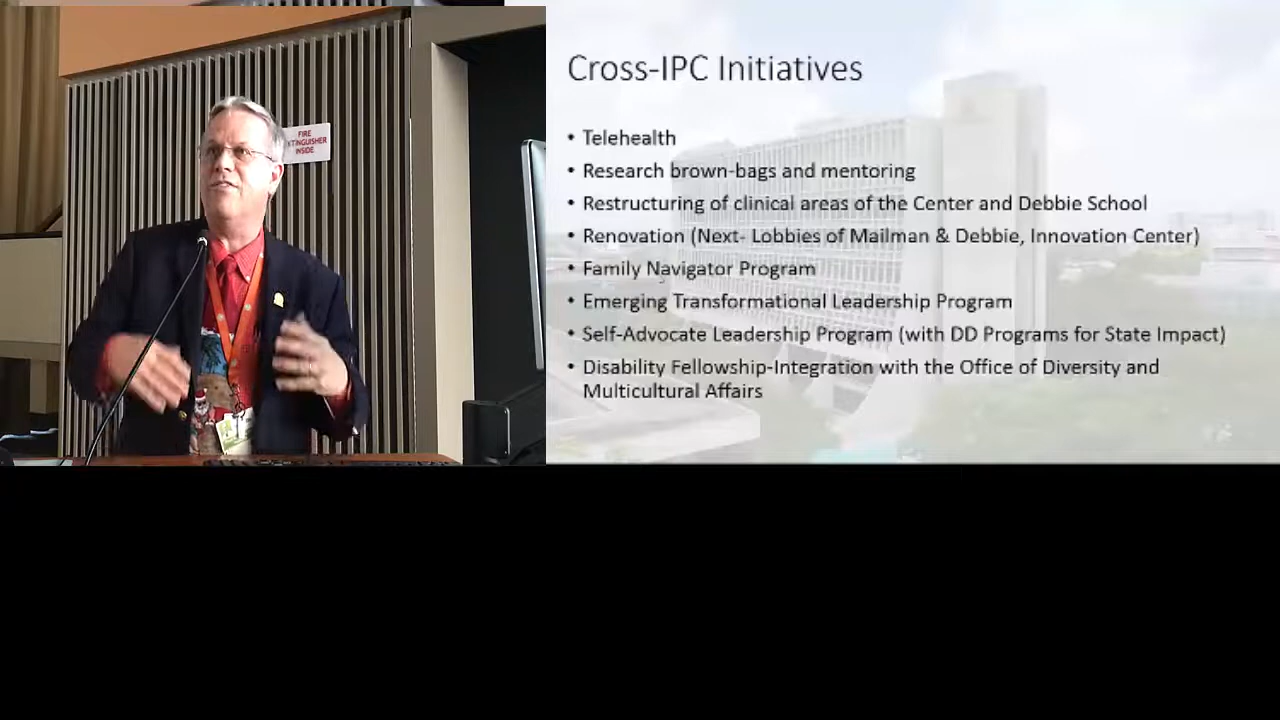 FIRE
EXTINGUISHER
INSIDE
Cross-IPC Initiatives
• Telehealth
• Research brown-bags and mentoring
• Restructuring of clinical areas of the Center and Debbie School
• Renovation (Next- Lobbies of Mailman & Debbie, Innovation Center)
• Family Navigator Program
• Emerging Transformational Leadership Program
• Self-Advocate Leadership Program (with DD Programs for State Impact)
• Disability Fellowship-Integration with the Office of Diversity and
Multicultural Affairs